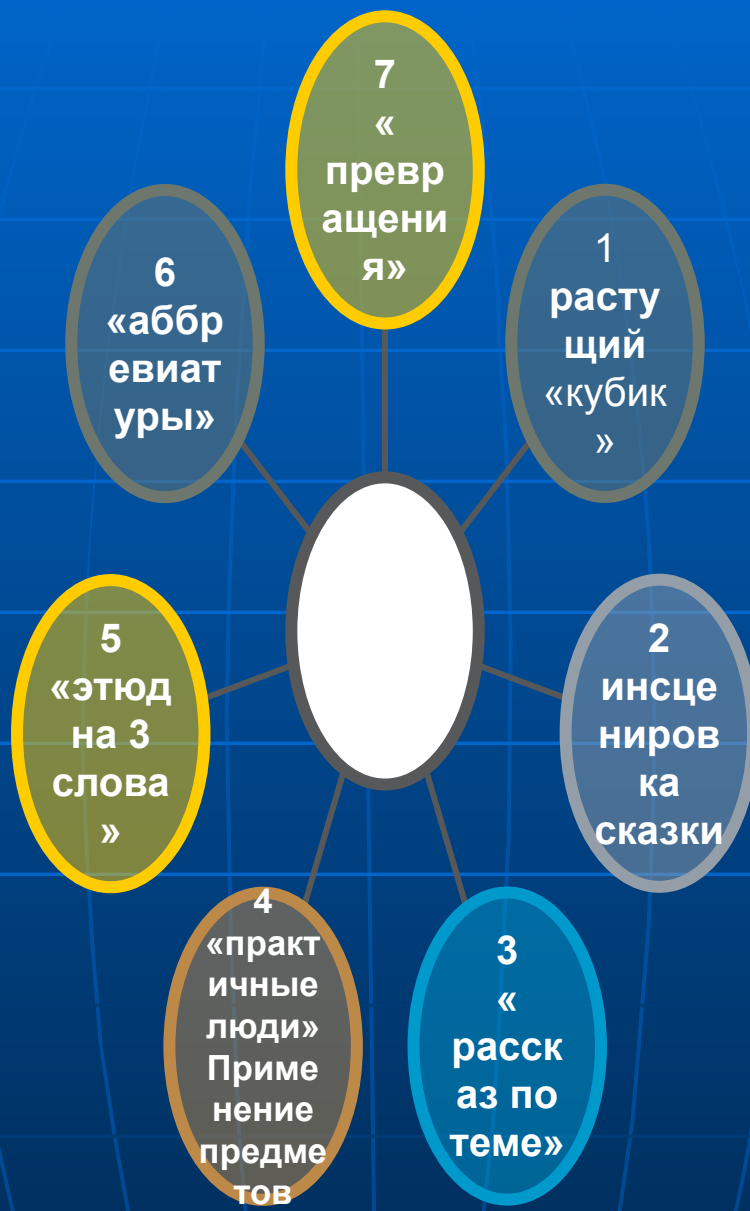 7
«
превр
ащени
я»
1
расту
щий
«кубик
»
2
инсце
ниров
ка
сказки
3
«
расск
аз по
теме»
4
«практ
ичные
люди»
Приме
нение
предме
тов
5
«этюд
на 3
слова
»
6
«аббр
евиат
уры»